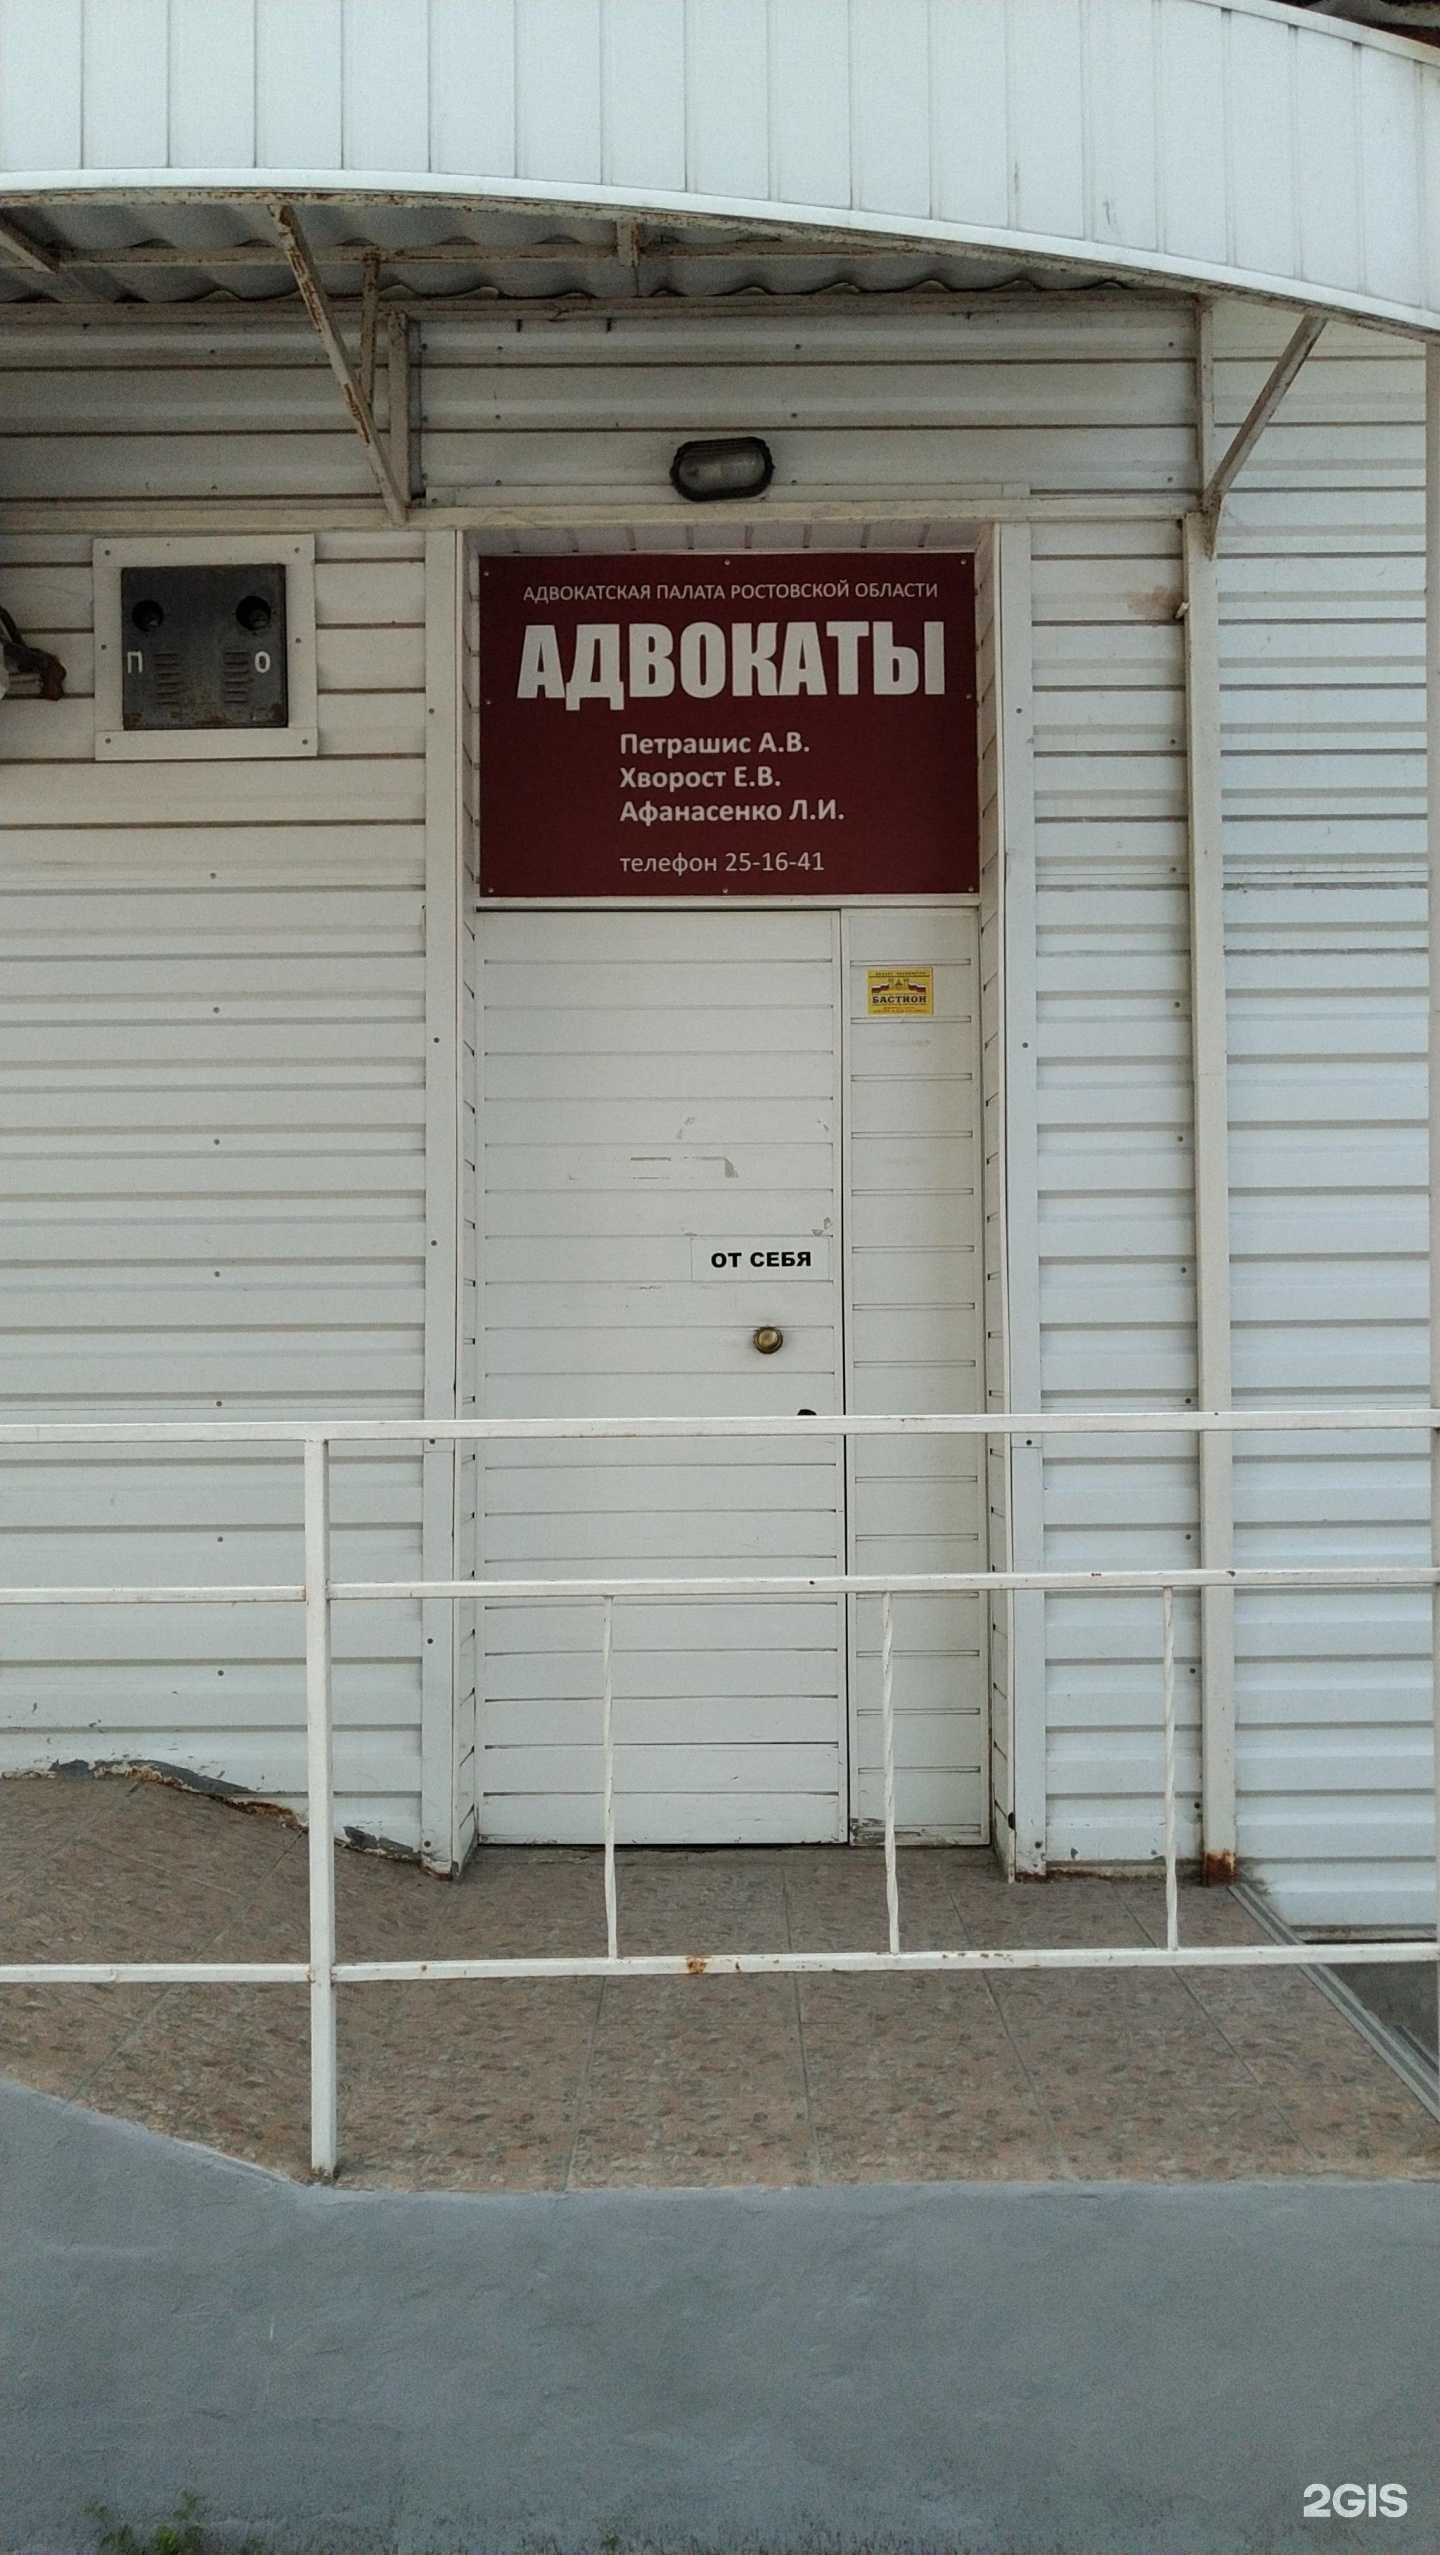 АДВОКАТСКАЯ ПАЛАТА РОСТОВСКОЙ ОБЛАСТИ
АДВОКАТЫ
П О
Петрашис А.В.
Хворост Е.В.
Афанасенко Л.И.
телефон 25-16-41
БАСТИОН
ОТ СЕБЯ
2GIS